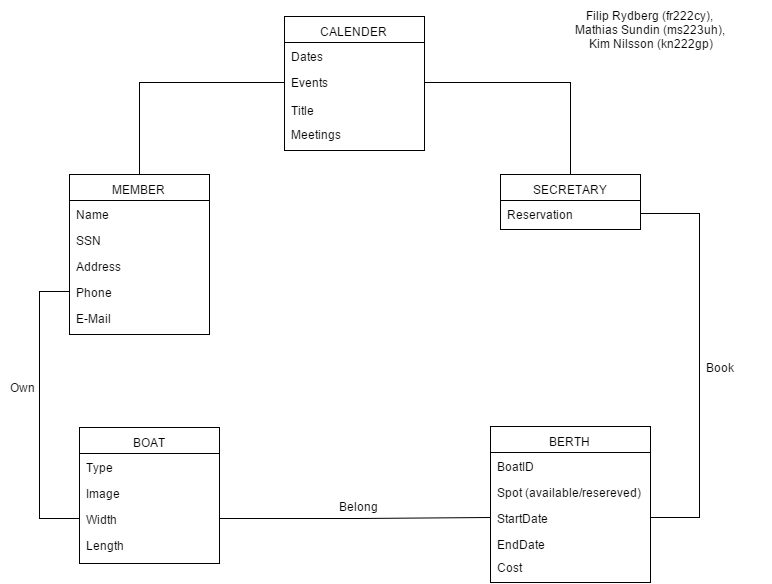 Filip Rydberg (fr222cy),
Mathias Sundin (ms223uh),
Kim Nilsson (kn222gp)
CALENDER
Dates
Events
Title
Meetings
MEMBER
Name
SSN
Address
Phone
E-Mail
SECRETARY
Reservation
Own
Book
BOAT
Type
Image
Width
Length
Belong
BERTH
BoatID
Spot (available/resereved)
StartDate
EndDate
Cost